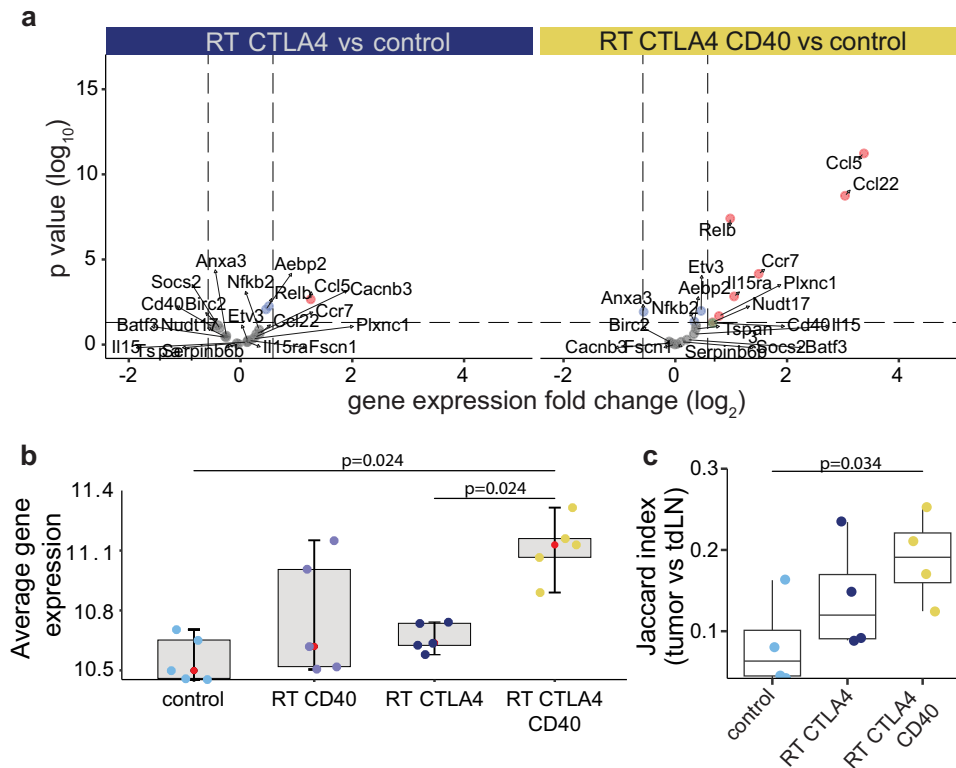 a
RT CTLA4 vs control
RT CTLA4 CD40 vs control
p value (log10)
15
10
5
0
Anxa3
Aebp2
Socs2
Nfkb2
Relb
Ccl5
Cacnb3
Cd40
Birc2
Etv3
Ccl22
Ccr7
Batf3
Nudt17
Plxnc1
Il15
Serpinb6b
Il15ra
Fscn1
Ccl5
Ccl22
Relb
Ccr7
Etv3
Il15ra
Plxnc1
Anxa3
Aebp2
Nudt17
Nfkb2
Birc2
Tspan
3
Cd40
Il15
Cacnb3
Fscn1
Serpinb6b
Socs2
Batf3
-2 0 2 4
-2 0 2 4
gene expression fold change (log2)
b
p=0.024
p=0.024
Average gene
expression
11.4
11.1
10.8
10.5
control
RT CD40
RT CTLA4
RT CTLA4
CD40
c
p=0.034
Jaccard index
(tumor vs tdLN)
0.3
0.2
0.1
control
RT CTLA4
RT CTLA4
CD40